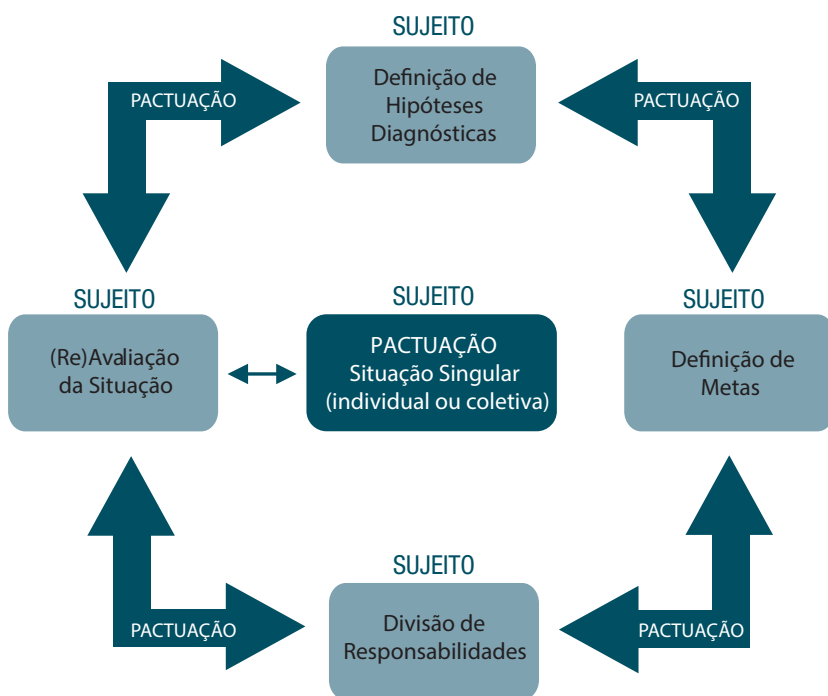 SUJEITO
Definição de
Hipóteses
Diagnósticas
PACTUAÇÃO
PACTUAÇÃO
SUJEITO
(Re)Avaliação
da Situação
SUJEITO
PACTUAÇÃO
Situação Singular
(individual ou coletiva)
SUJEITO
Definição de
Metas
SUJEITO
Divisão de
Responsabilidades
PACTUAÇÃO
PACTUAÇÃO